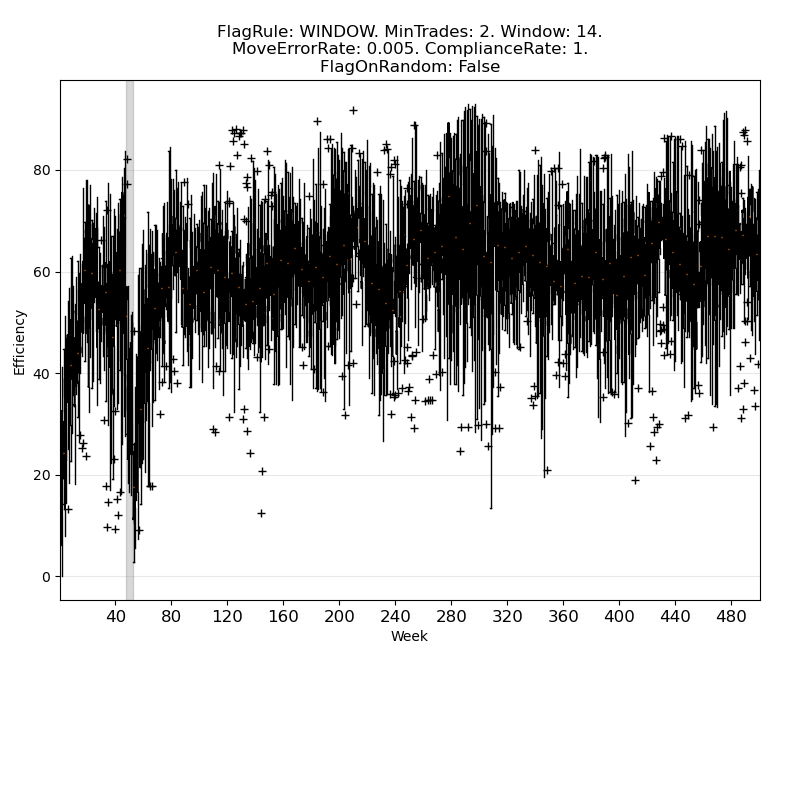 FlagRule: WINDOW. MinTrades: 2. Window: 14.
MoveErrorRate: 0.005. ComplianceRate: 1.
FlagOnRandom: False
Efficiency
80
60
40
20
0
40 80 120 160 200 240 280 320 360 400 440 480
Week